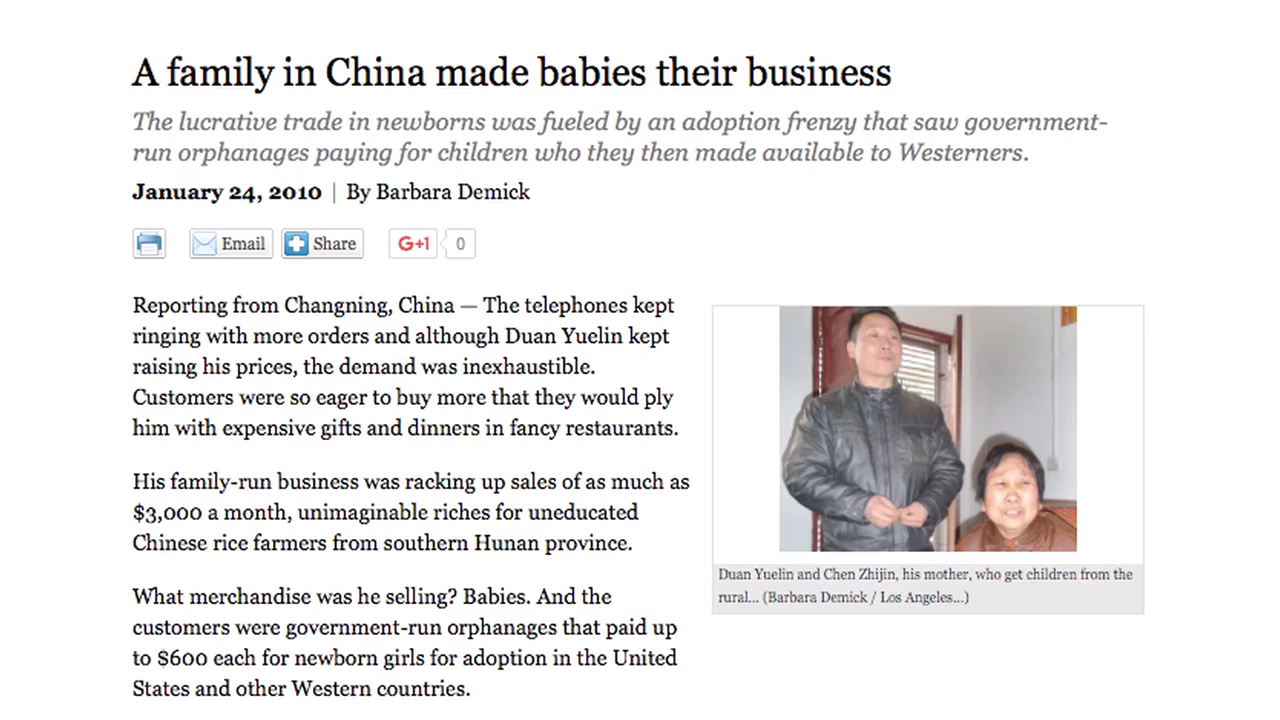 A family in China made babies their business
The lucrative trade in newborns was fueled by an adoption frenzy that saw government-
run orphanages paying for children who they then made available to Westerners.
January 24, 2010 | By Barbara Demick
Email Share G+1 0
Reporting from Changning, China — The telephones kept
ringing with more orders and although Duan Yuelin kept
raising his prices, the demand was inexhaustible.
Customers were so eager to buy more that they would ply
him with expensive gifts and dinners in fancy restaurants.
His family-run business was racking up sales of as much as
$3,000 a month, unimaginable riches for uneducated
Chinese rice farmers from southern Hunan province.
What merchandise was he selling? Babies. And the
customers were government-run orphanages that paid up
to $600 each for newborn girls for adoption in the United
States and other Western countries.
Duan Yuelin and Chen Zhijin, his mother, who get children from the
rural... (Barbara Demick / Los Angeles...)